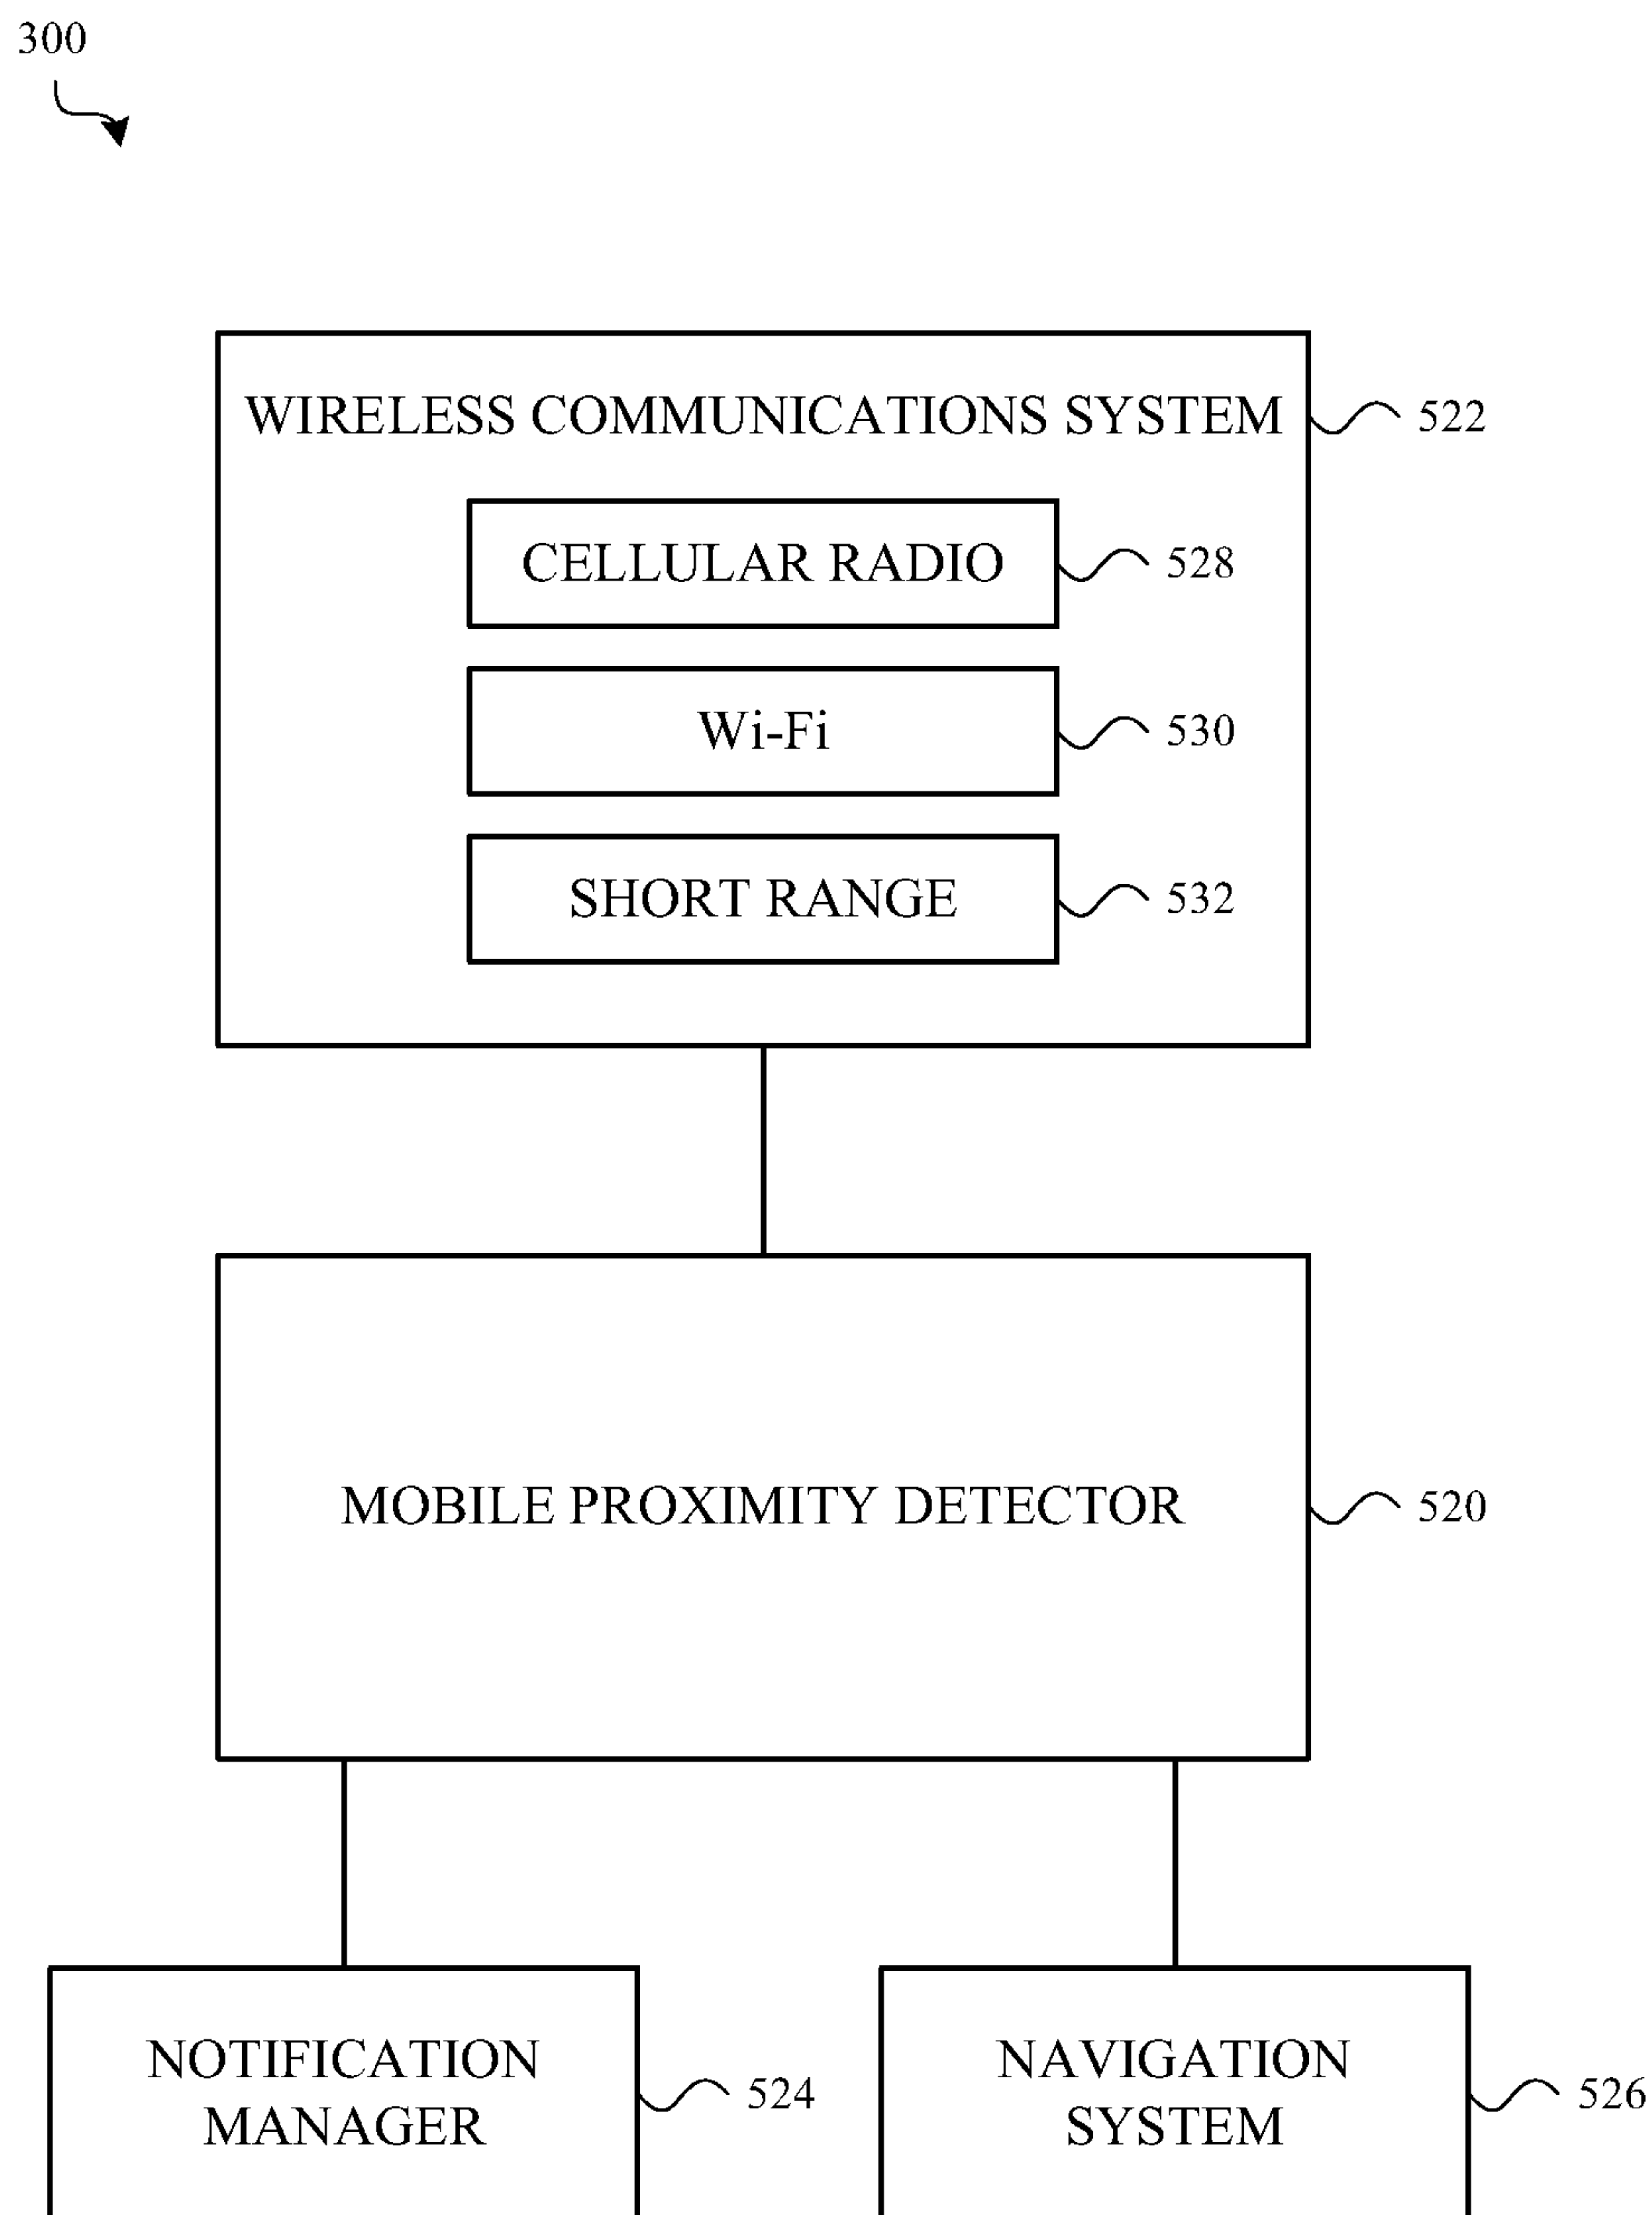 300
WIRELESS COMMUNICATIONS SYSTEM
522
CELLULAR RADIO
528
Wi-Fi
530
SHORT RANGE
532
MOBILE PROXIMITY DETECTOR
520
NOTIFICATION
MANAGER
524
NAVIGATION
SYSTEM
526